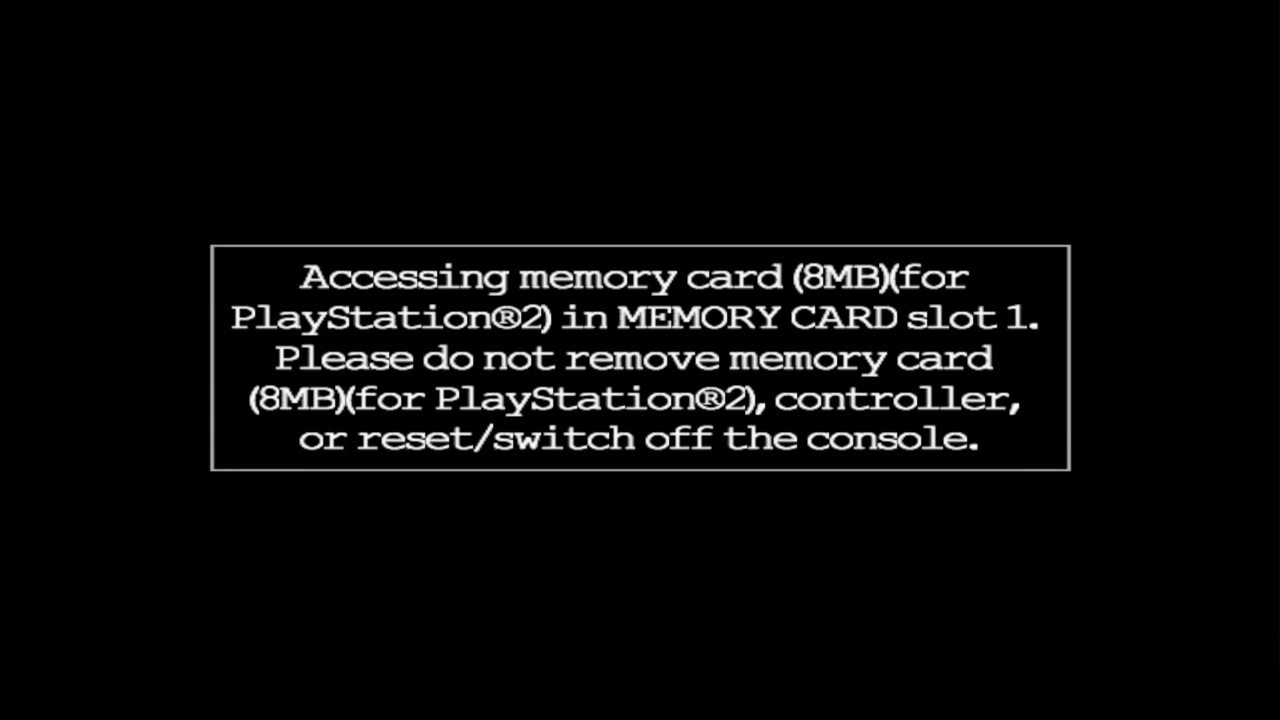 Accessing memory card (8MB)(for
PlayStation®2) in MEMORY CARD slot 1.
Please do not remove memory card
(8MB)(for PlayStation®2), controller,
or reset/switch off the console.